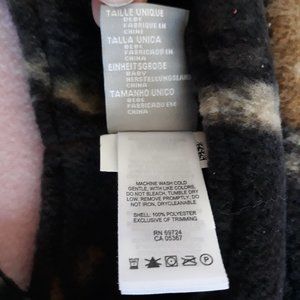 TAILLE UNIQUE
BEBE
FABRIQUE EN
CHINE
TALLA UNICA
BEBE
FABRICADO EN
CHINA
EINHEITSGROßE
BABY
HERSTELLUNGSLAND
CHINA
TAMANHO UNICO
BEBE
FABRICADO EM
CHINA
MACHINE WASH COLD
GENTLE, WITH LIKE COLORS,
DO NOT BLEACH, TUMBLE DRY
LOW. REMOVE PROMPTLY, DO
NOT IRON, DRYCLEANABLE
SHELL: 100% POLYESTER
EXCLUSIVE OF TRIMMING
RN 69724
CA 05367